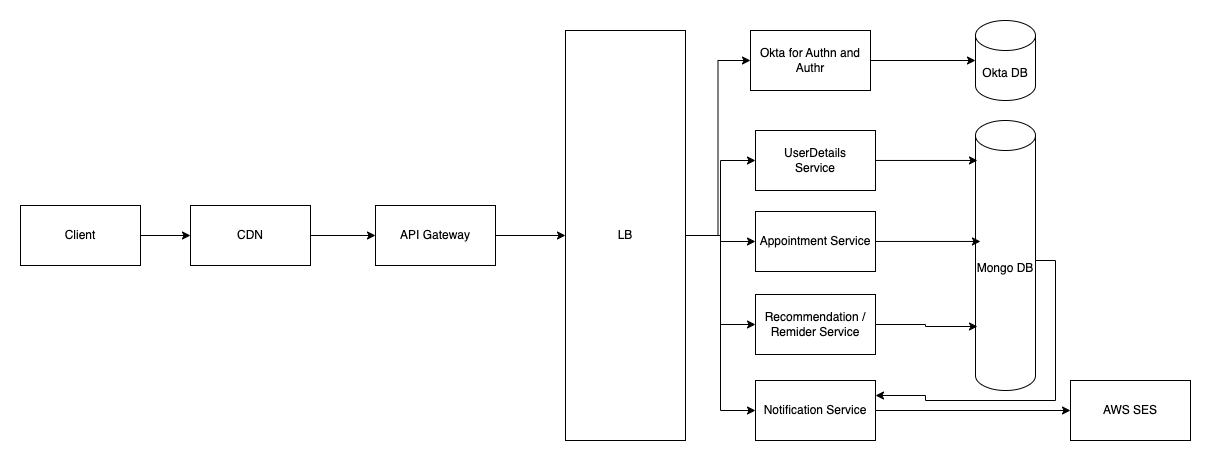 Client
CDN
API Gateway
LB
Okta for Authn and
Authr
Okta DB
UserDetails
Service
Appointment Service
Mongo DB
Recommendation /
Remider Service
Notification Service
AWS SES